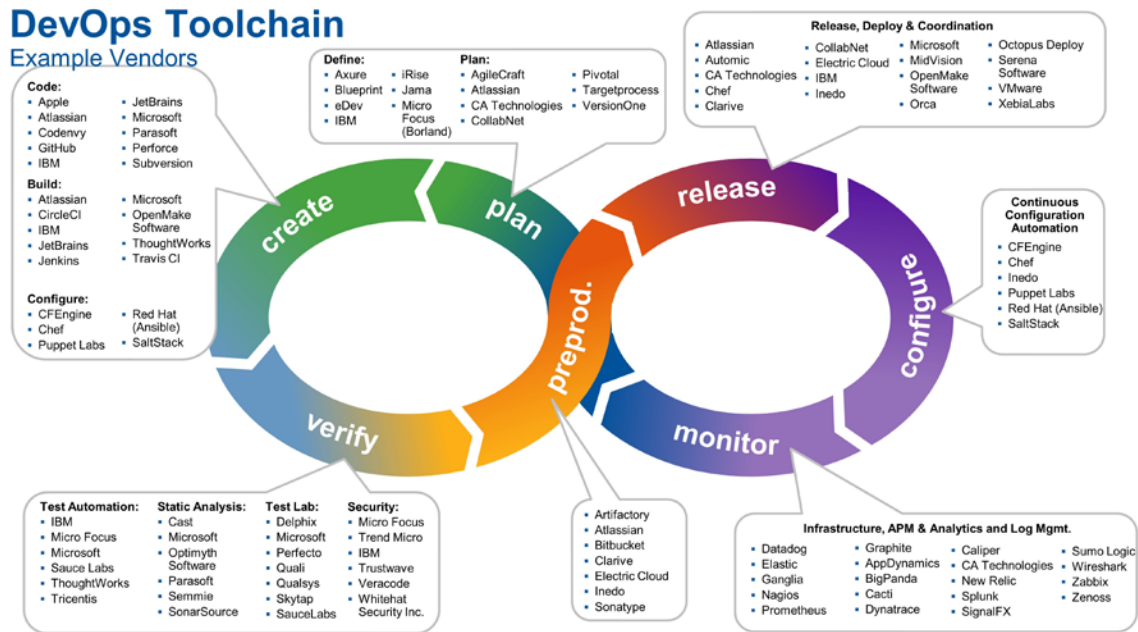 DevOps Toolchain
Example Vendors
Code:
Apple
Atlassian
Codenvy
GitHub
IBM
JetBrains
Microsoft
Parasoft
Perforce
Subversion
Build:
Atlassian
CircleCI
IBM
JetBrains
Jenkins
Microsoft
OpenMake
Software
ThoughtWorks
Travis CI
Configure:
CFEngine
Chef
Puppet Labs
Red Hat
(Ansible)
SaltStack
Define:
Axure
Blueprint
eDev
IBM
iRise
Jama
Micro
Focus
(Borland)
Plan:
AgileCraft
Atlassian
CA Technologies
CollabNet
Pivotal
Targetprocess
VersionOne
Release, Deploy & Coordination
Atlassian
Automic
CA Technologies
Chef
Clarive
CollabNet
Electric Cloud
IBM
Inedo
Microsoft
MidVision
OpenMake
Software
Orca
Octopus Deploy
Serena
Software
VMware
XebiaLabs
create
plan
release
configure
preprod.
verify
monitor
Continuous
Configuration
Automation
CFEngine
Chef
Inedo
Puppet Labs
Red Hat (Ansible)
SaltStack
Test Automation:
IBM
Micro Focus
Microsoft
Sauce Labs
ThoughtWorks
Tricentis
Static Analysis:
Cast
Microsoft
Optimyth
Software
Parasoft
Semmie
SonarSource
Test Lab:
Delphix
Microsoft
Perfecto
Quali
Qualsys
Skytap
SauceLabs
Security:
Micro Focus
Trend Micro
IBM
Trustwave
Veracode
Whitehat
Security Inc.
Artifactory
Atlassian
Bitbucket
Clarive
Electric Cloud
Inedo
Sonatype
Infrastructure, APM & Analytics and Log Mgmt.
Datadog
Elastic
Ganglia
Nagios
Prometheus
Graphite
AppDynamics
BigPanda
Cacti
Dynatrace
Caliper
CA Technologies
New Relic
Splunk
SignalFX
Sumo Logic
Wireshark
Zabbix
Zenoss